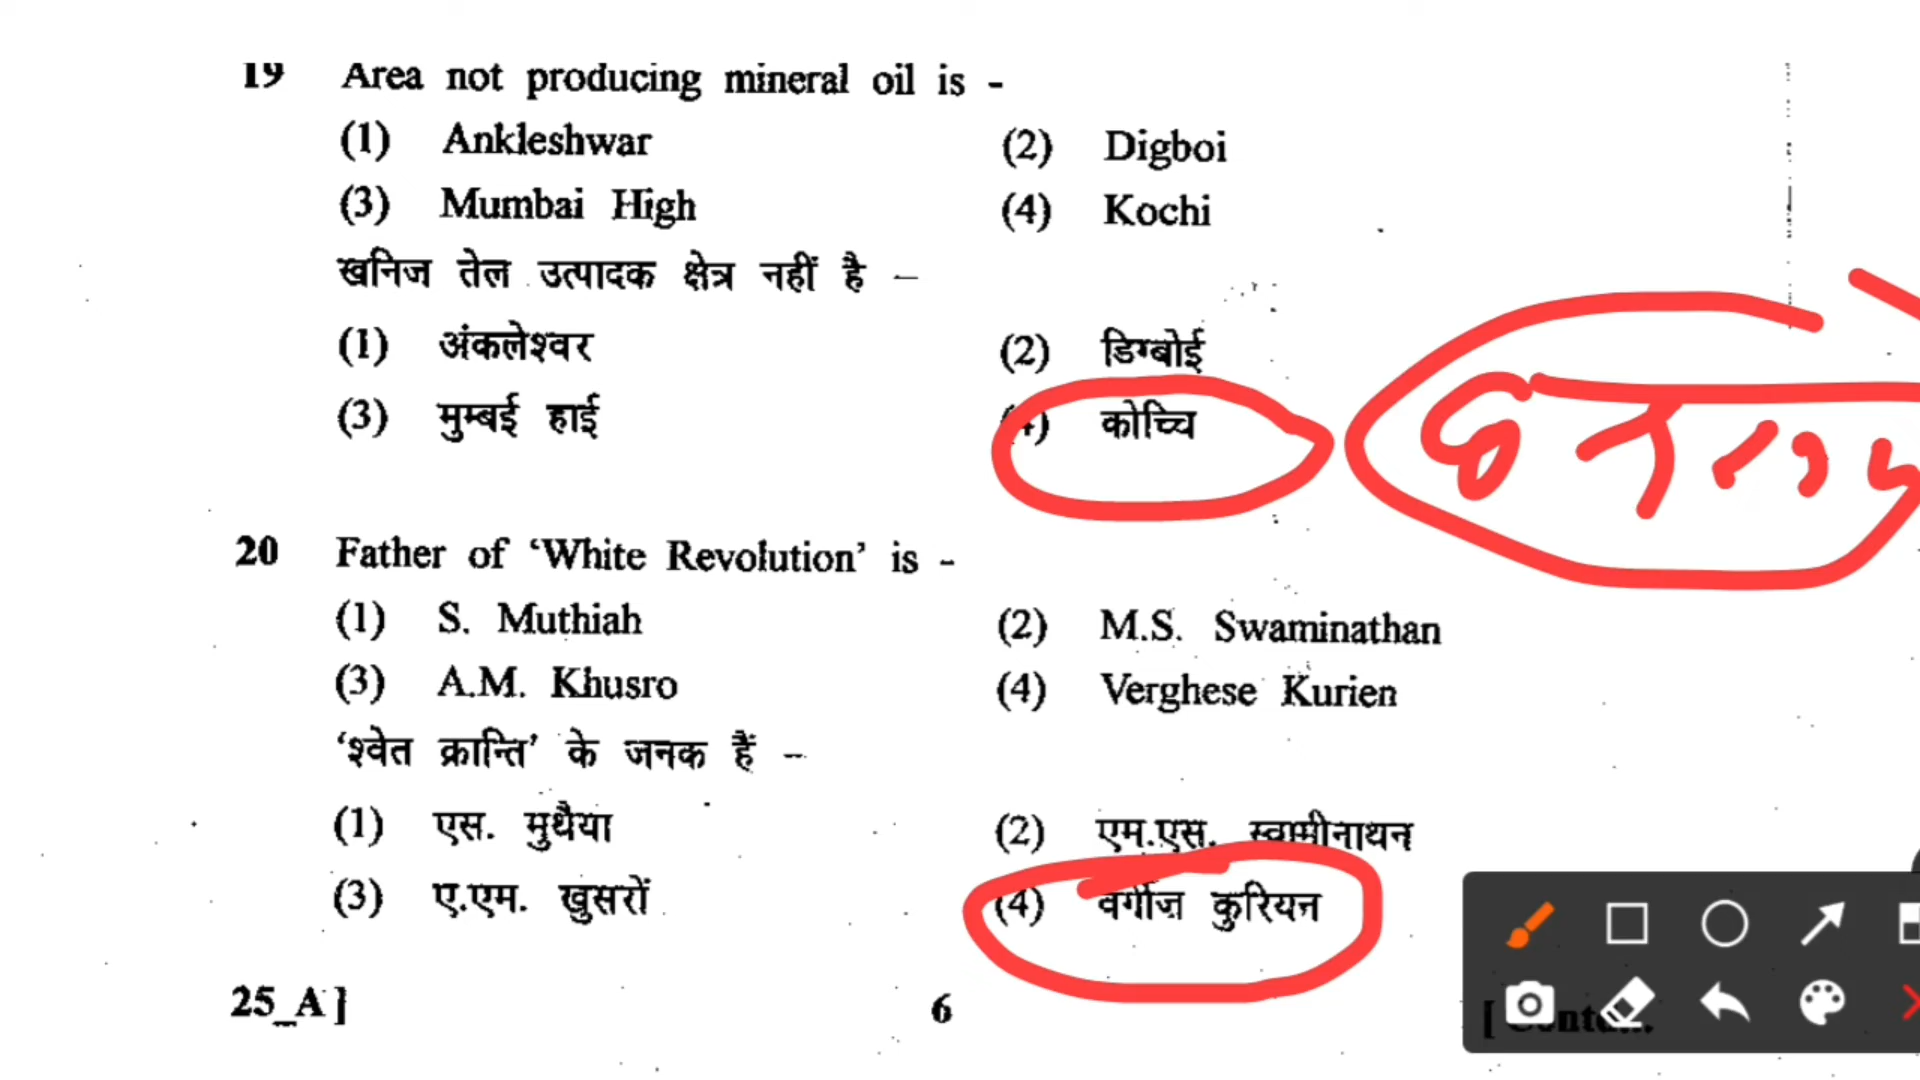 19 Area not producing mineral oil is -
(1) Ankleshwar (2) Digboi
(3) Mumbai High (4) Kochi
खनिज तेल उत्पादक क्षेत्र नहीं है –
(1) अंकलेश्वर (2) डिग्बोई
(3) मुम्बई हाई (4) कोच्चि
20 Father of ‘White Revolution’ is -
(1) S. Muthiah (2) M.S. Swaminathan
(3) A.M. Khusro (4) Verghese Kurien
‘श्वेत क्रान्ति’ के जनक हैं –
(1) एस. मुथैया (2) एम.एस. स्वामीनाथन
(3) ए.एम. खुसरों (4) वर्गीज कुरियन
25_A ] 6 [